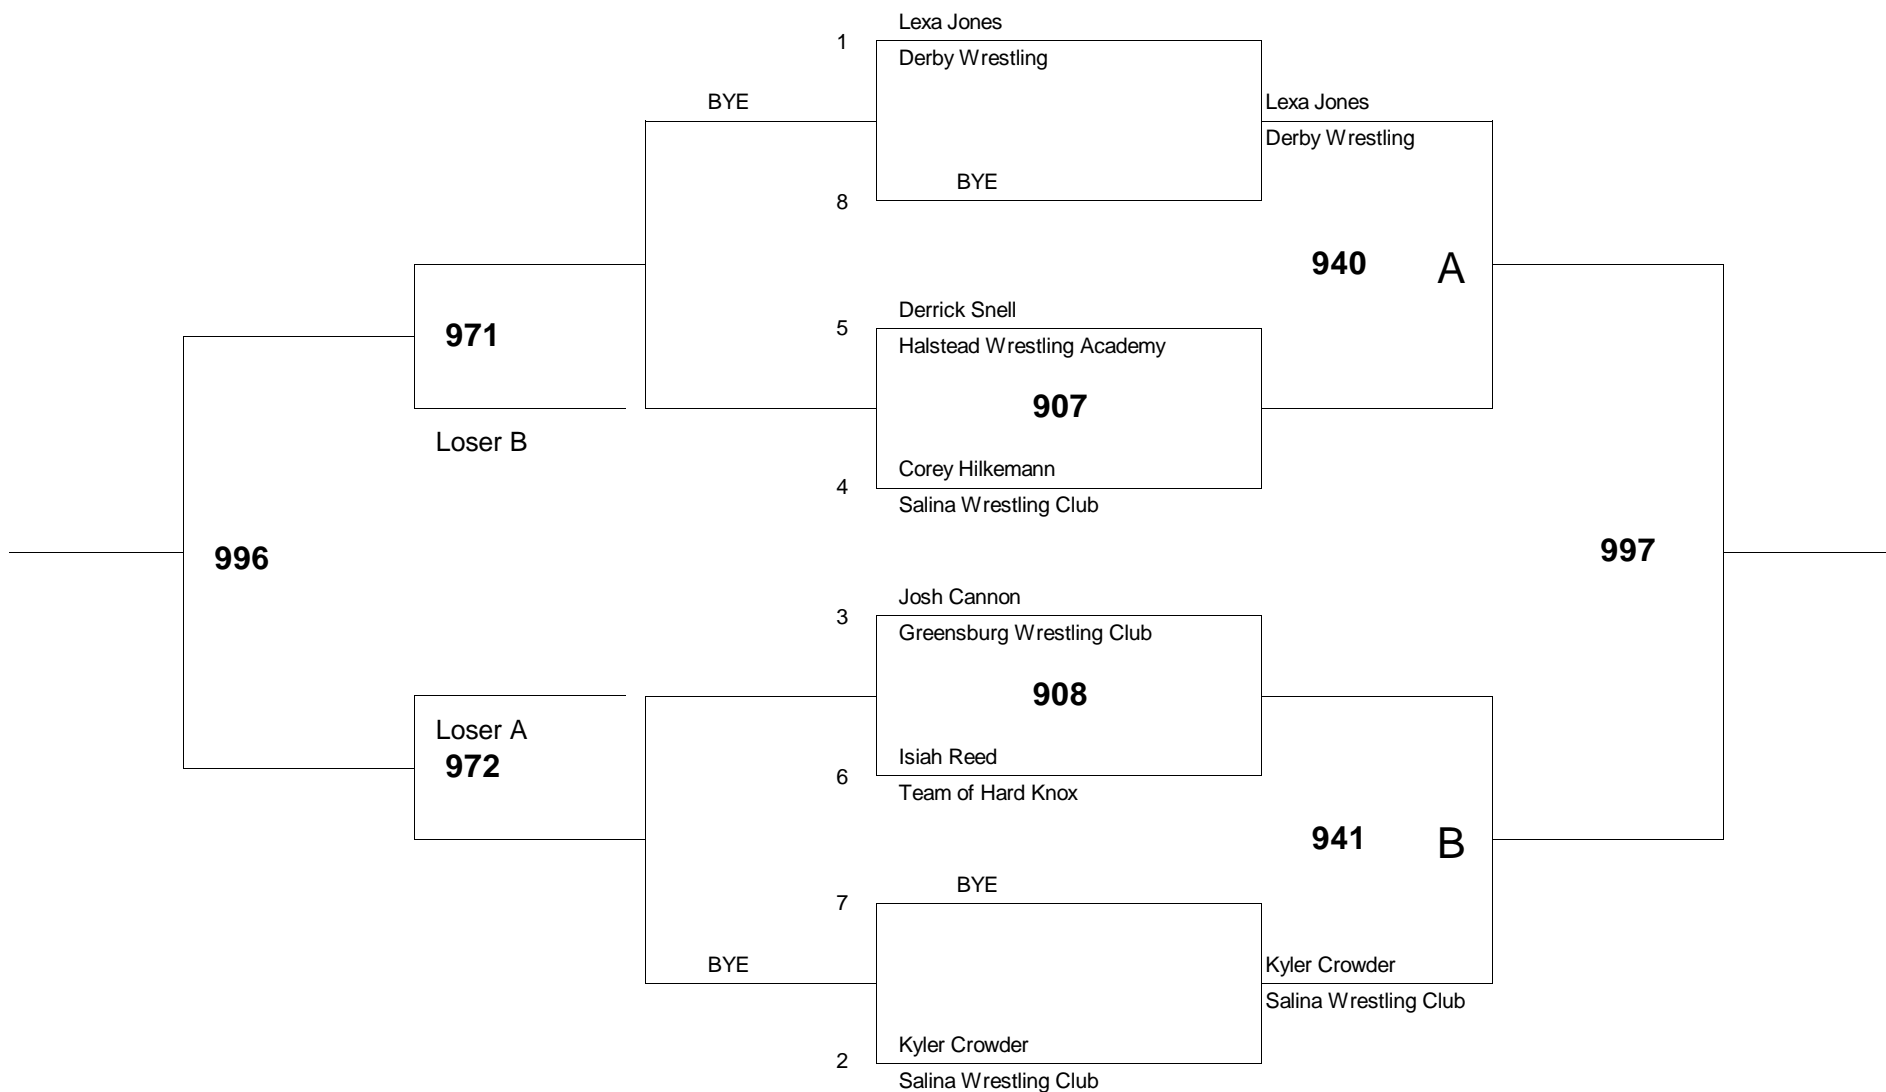 Lexa Jones
1
Derby Wrestling
BYE
Lexa Jones
Derby Wrestling
BYE
8
940
A
Derrick Snell
5
Halstead Wrestling Academy
971
907
Loser B
Corey Hilkemann
4
Salina Wrestling Club
996
997
Josh Cannon
3
Greensburg Wrestling Club
908
Loser A
972
Isiah Reed
6
Team of Hard Knox
941
B
BYE
7
BYE
Kyler Crowder
Salina Wrestling Club
Kyler Crowder
2
Salina Wrestling Club